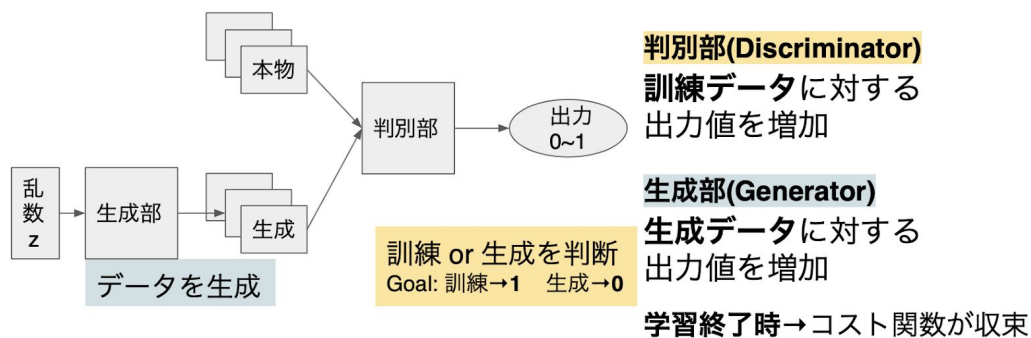 本物
判別部
出力
0~1
乱
数
z
生成部
生成
データを生成
訓練 or 生成を判断
Goal: 訓練→1 生成→0
判別部(Discriminator)
訓練データに対する
出力値を増加
生成部(Generator)
生成データに対する
出力値を増加
学習終了時→コスト関数が収束